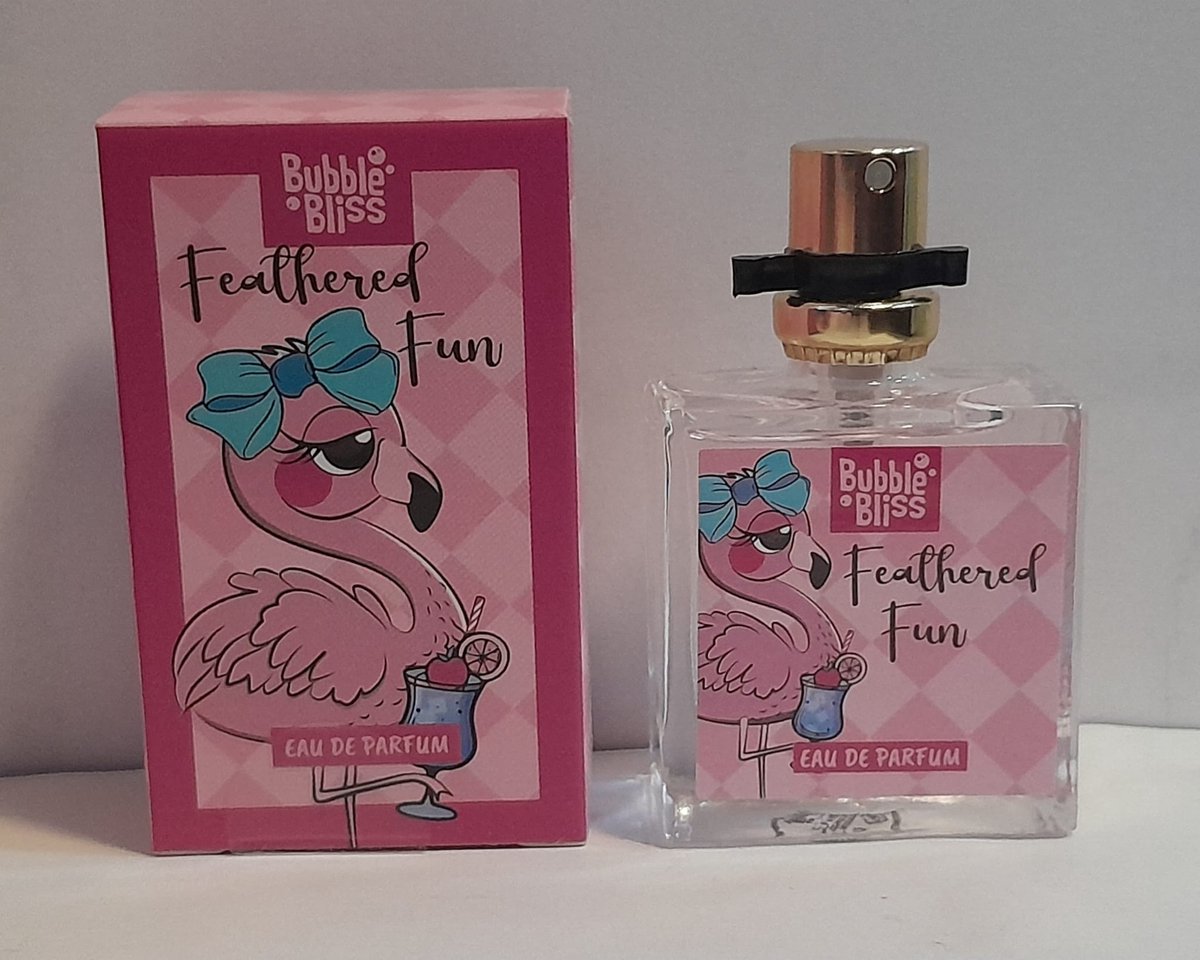 Bubble
Bliss
Feathered
Fun
EAU DE PARFUM
Bubble
Bliss
Feathered
Fun
EAU DE PARFUM